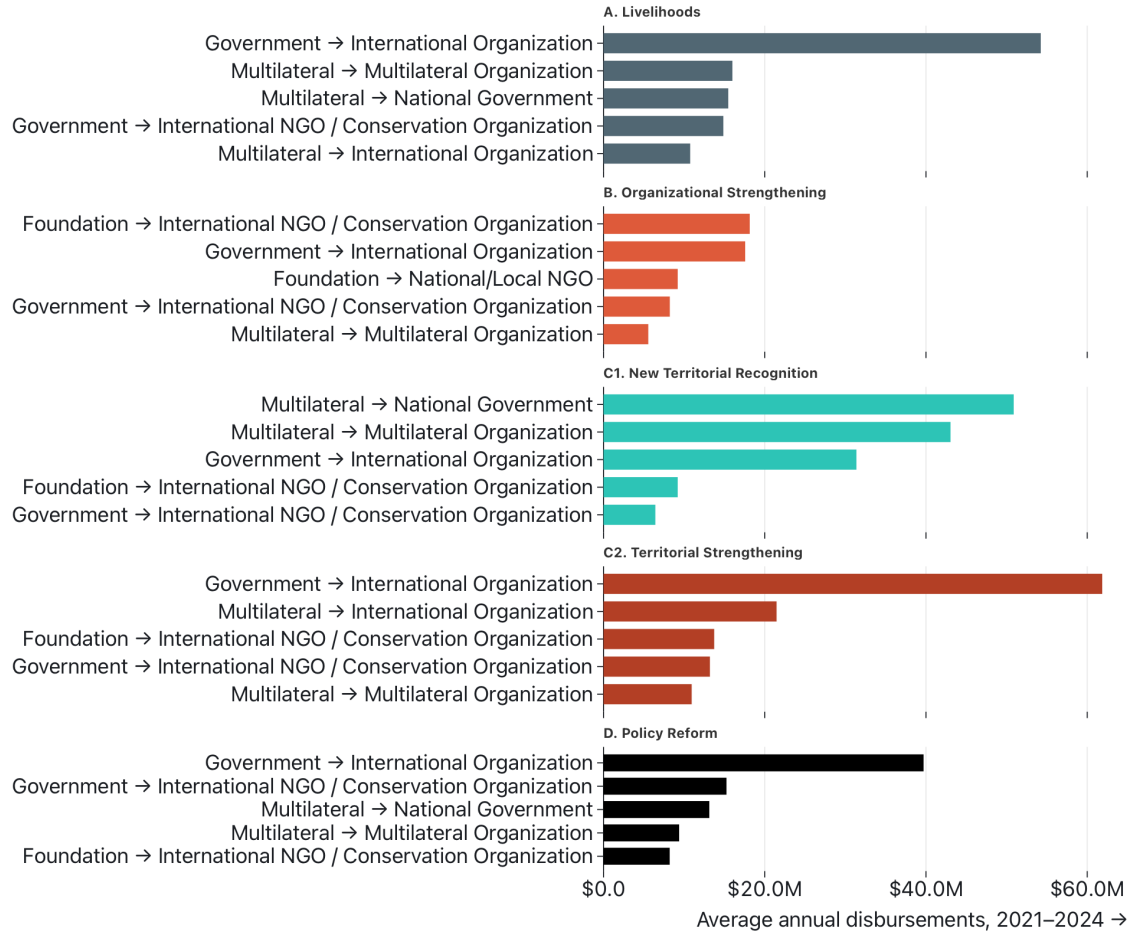 A. Livelihoods
Government → International Organization
Multilateral → Multilateral Organization
Multilateral → National Government
Government → International NGO / Conservation Organization
Multilateral → International Organization
B. Organizational Strengthening
Foundation → International NGO / Conservation Organization
Government → International Organization
Foundation → National/Local NGO
Government → International NGO / Conservation Organization
Multilateral → Multilateral Organization
C1. New Territorial Recognition
Multilateral → National Government
Multilateral → Multilateral Organization
Government → International Organization
Foundation → International NGO / Conservation Organization
Government → International NGO / Conservation Organization
C2. Territorial Strengthening
Government → International Organization
Multilateral → International Organization
Foundation → International NGO / Conservation Organization
Government → International NGO / Conservation Organization
Multilateral → Multilateral Organization
D. Policy Reform
Government → International Organization
Government → International NGO / Conservation Organization
Multilateral → National Government
Multilateral → Multilateral Organization
Foundation → International NGO / Conservation Organization
$0.0 $20.0M $40.0M $60.0M
Average annual disbursements, 2021–2024 →